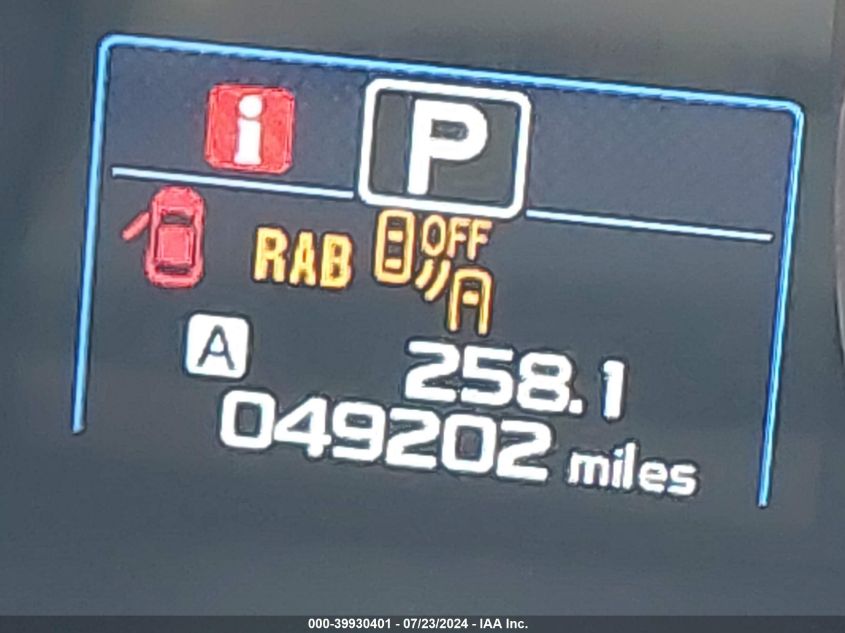 i P
RAB OFF
A 258.1
049202 miles
000-39930401 - 07/23/2024 - IAA Inc.